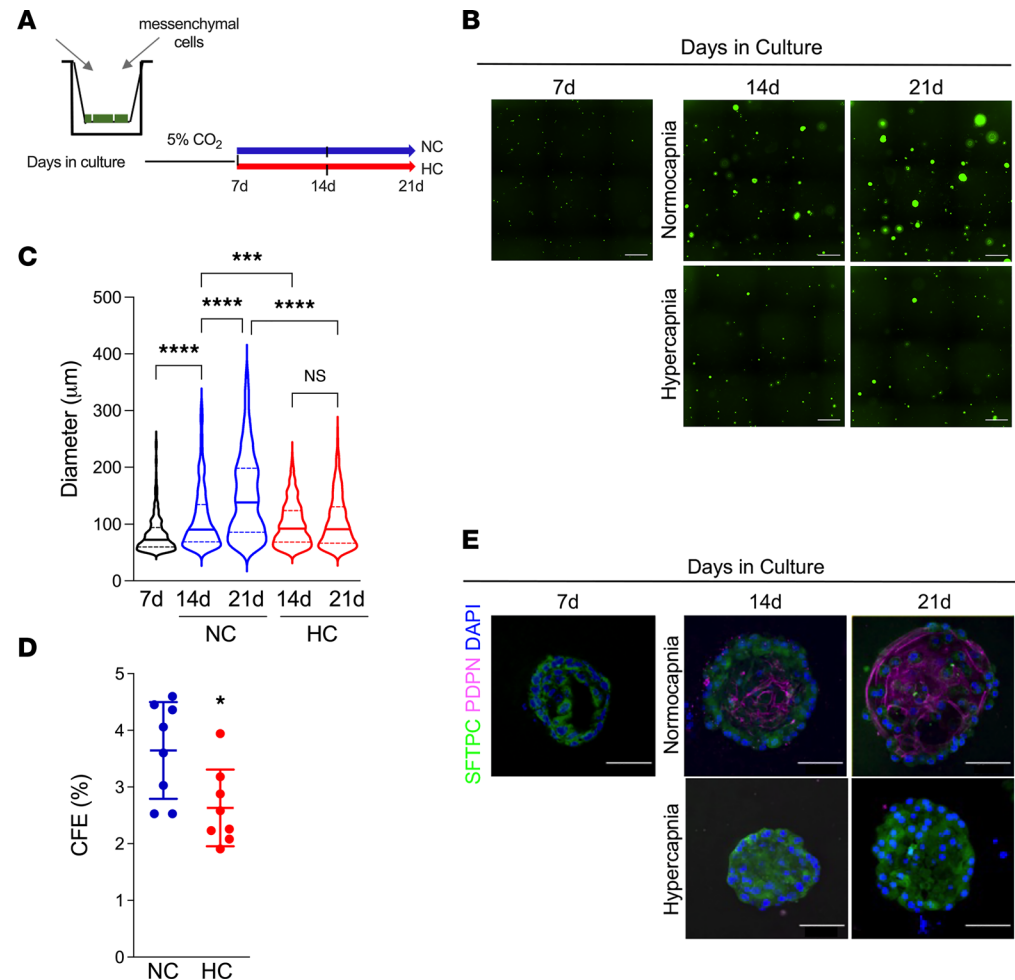 A
messenchymal
cells
5% CO2
Days in culture
NC
HC
7d
14d
21d
B
Days in Culture
7d
14d
21d
Normocapnia
Hypercapnia
C
Diameter (μm)
500
400
300
200
100
0
***
****
****
****
NS
7d
14d
21d
14d
21d
NC
HC
D
CFE (%)
5
4
3
2
1
0
*
NC
HC
E
Days in Culture
7d
14d
21d
SFTPC PDPN DAPI
Normocapnia
Hypercapnia